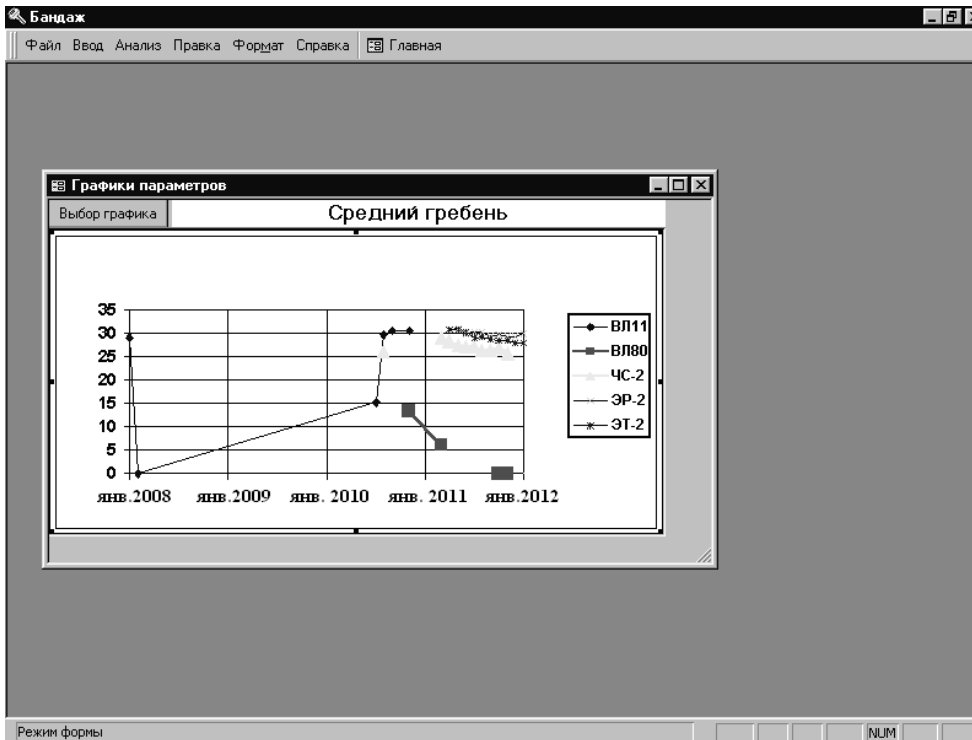 Бандаж
Файл Ввод Анализ Правка Формат Справка Главная
Графики параметров
Выбор графика
Средний гребень
35
30
25
20
15
10
5
0
янв.2008 янв.2009 янв. 2010 янв. 2011 янв.2012
ВЛ11
ВЛ80
ЧС-2
ЭР-2
ЭТ-2
Режим формы
NUM